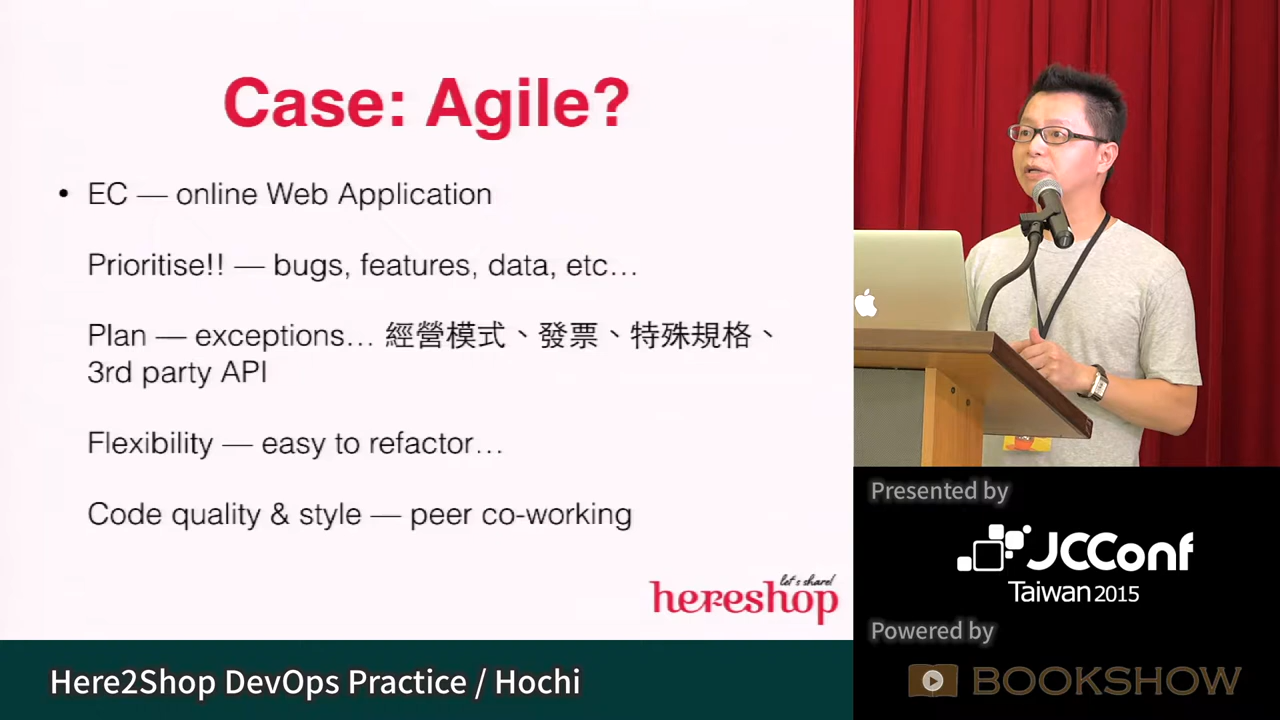 Case: Agile?
• EC — online Web Application
Prioritise!! — bugs, features, data, etc...
Plan — exceptions... 經營模式、發票、特殊規格、
3rd party API
Flexibility — easy to refactor...
Code quality & style — peer co-working
let's share!
hereshop
Presented by
JCConf
Taiwan 2015
Powered by
BOOKSHOW
Here2Shop DevOps Practice / Hochi